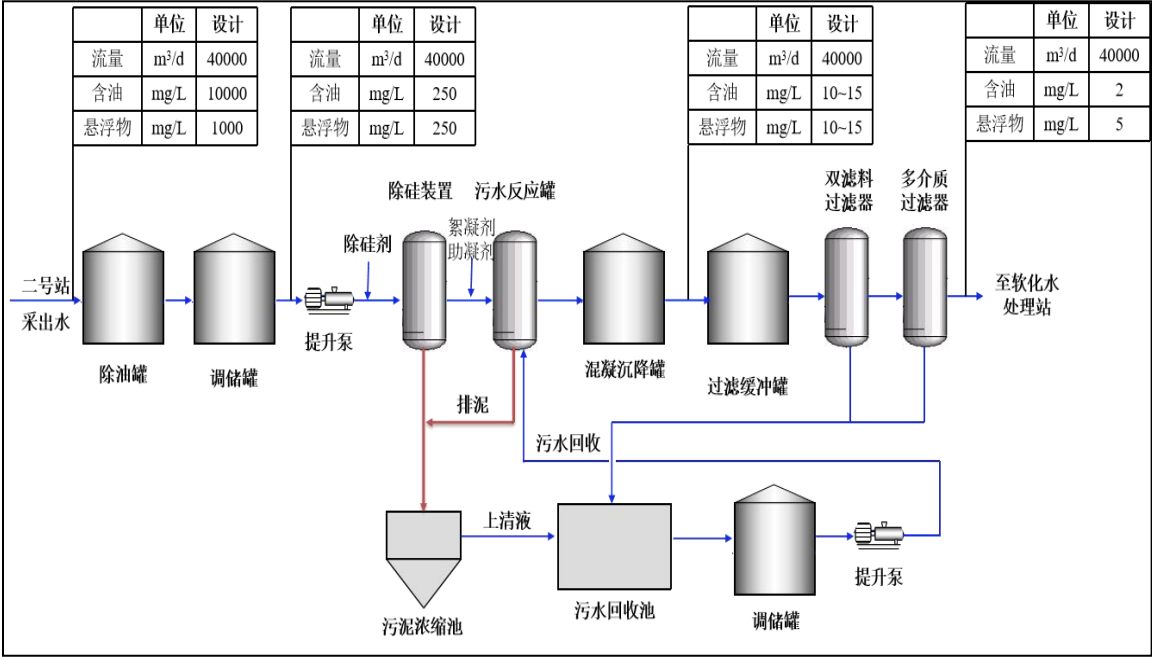 单位 设计
流量 m³/d 40000
含油 mg/L 10000
悬浮物 mg/L 1000
单位 设计
流量 m³/d 40000
含油 mg/L 250
悬浮物 mg/L 250
单位 设计
流量 m³/d 40000
含油 mg/L 10~15
悬浮物 mg/L 10~15
单位 设计
流量 m³/d 40000
含油 mg/L 2
悬浮物 mg/L 5
二号站
采出水
除油罐
调储罐
提升泵
除硅剂
除硅装置
絮凝剂
助凝剂
污水反应罐
混凝沉降罐
过滤缓冲罐
双滤料
过滤器
多介质
过滤器
至软化水
处理站
排泥
污水回收
污泥浓缩池
上清液
污水回收池
调储罐
提升泵